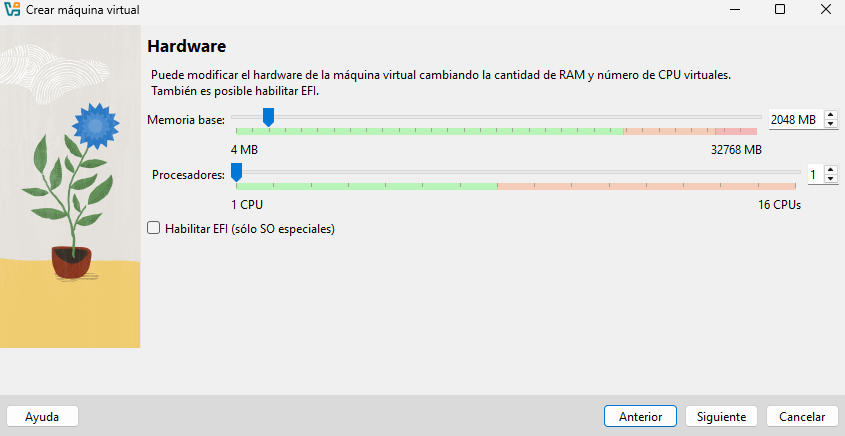 Crear máquina virtual
Hardware
Puede modificar el hardware de la máquina virtual cambiando la cantidad de RAM y número de CPU virtuales.
También es posible habilitar EFI.
Memoria base: 2048 MB
4 MB 32768 MB
Procesadores: 1
1 CPU 16 CPUs
Habilitar EFI (sólo SO especiales)
Ayuda Anterior Siguiente Cancelar